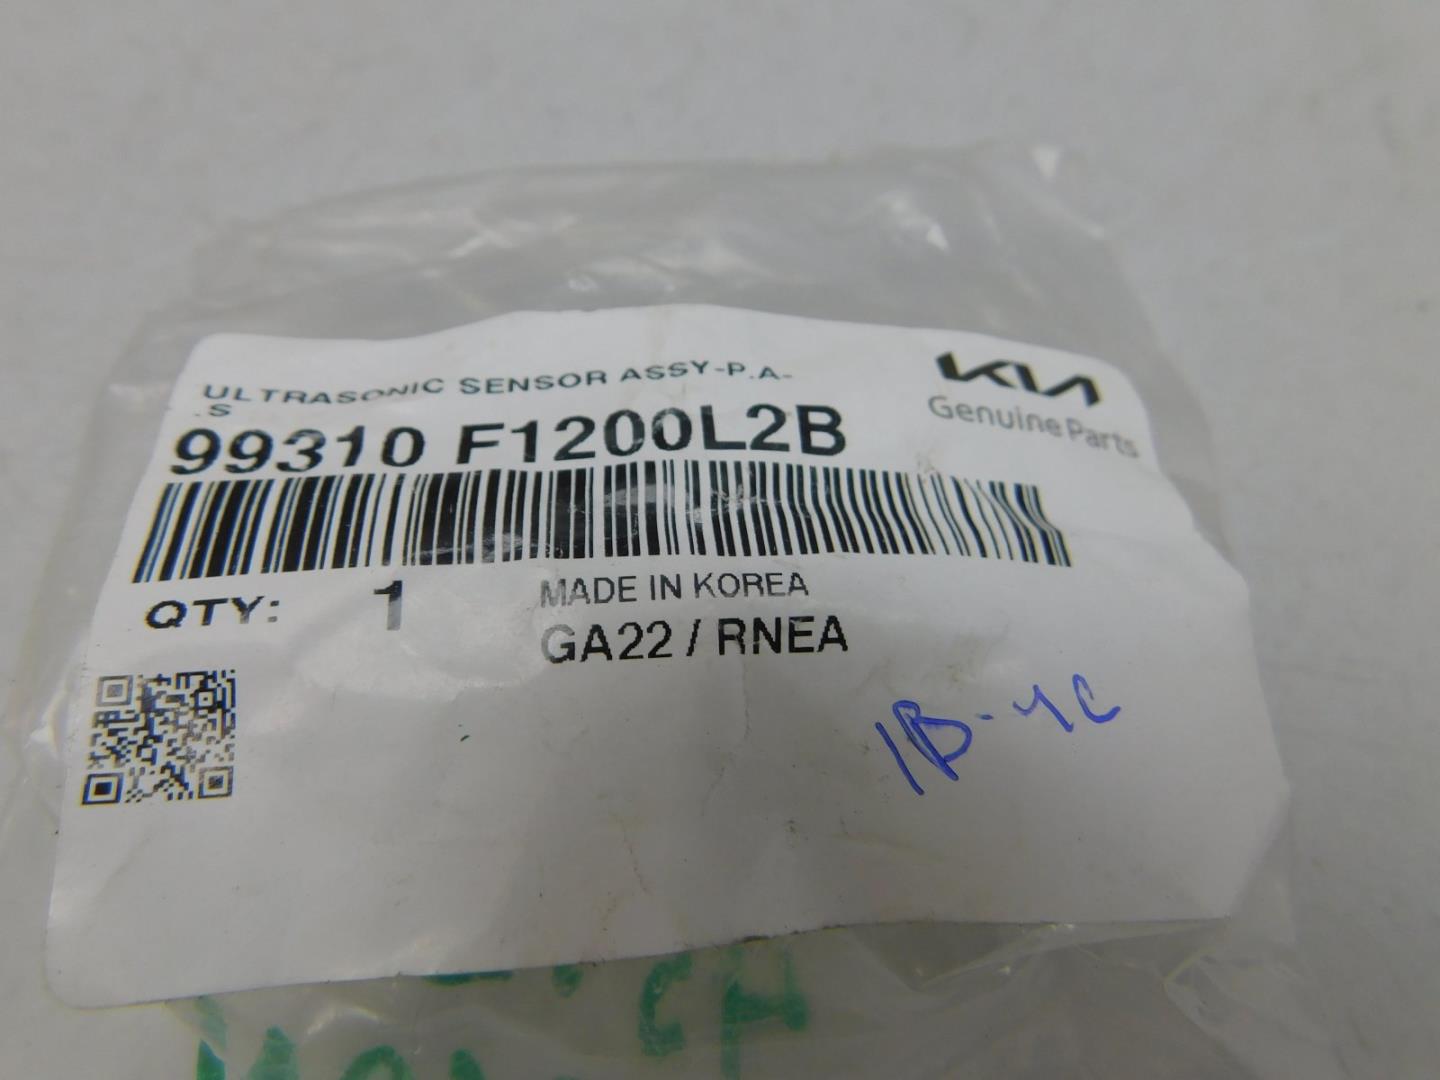 ULTRASONIC SENSOR ASSY-P.A-
.S
KIA
Genuine Parts
99310 F1200L2B
QTY: 1
MADE IN KOREA
GA22 / RNEA
1B-4C